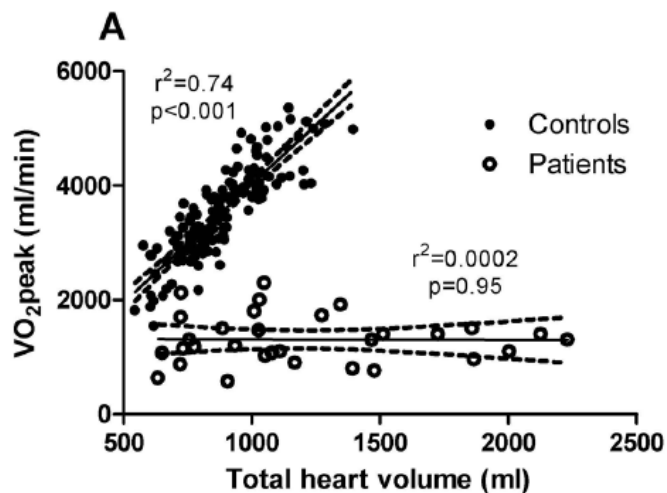 A
r²=0.74
p<0.001
Controls
Patients
r²=0.0002
p=0.95
VO₂peak (ml/min)
6000
4000
2000
0
500
1000
1500
2000
2500
Total heart volume (ml)